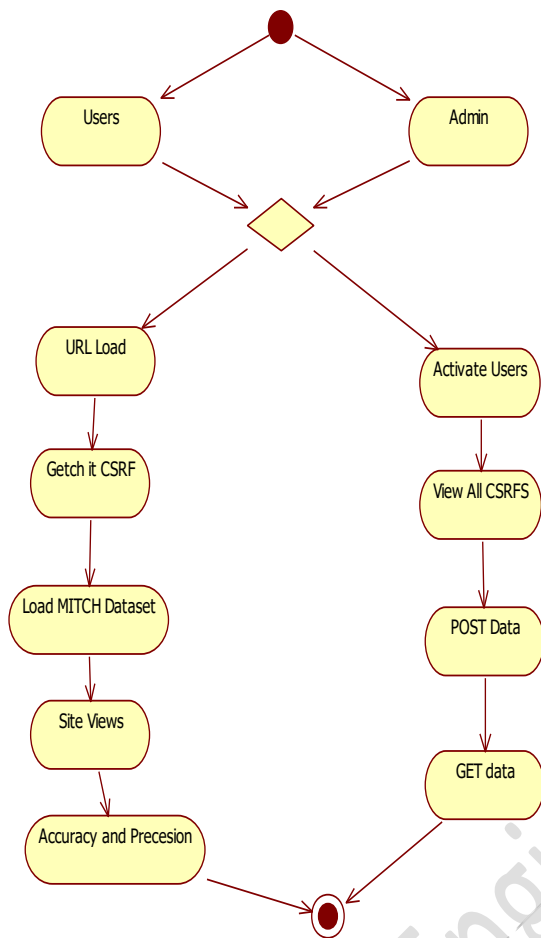 Users
Admin
URL Load
Activate Users
Getch it CSRF
View All CSRFS
Load MITCH Dataset
POST Data
Site Views
GET data
Accuracy and Precesion
Engi